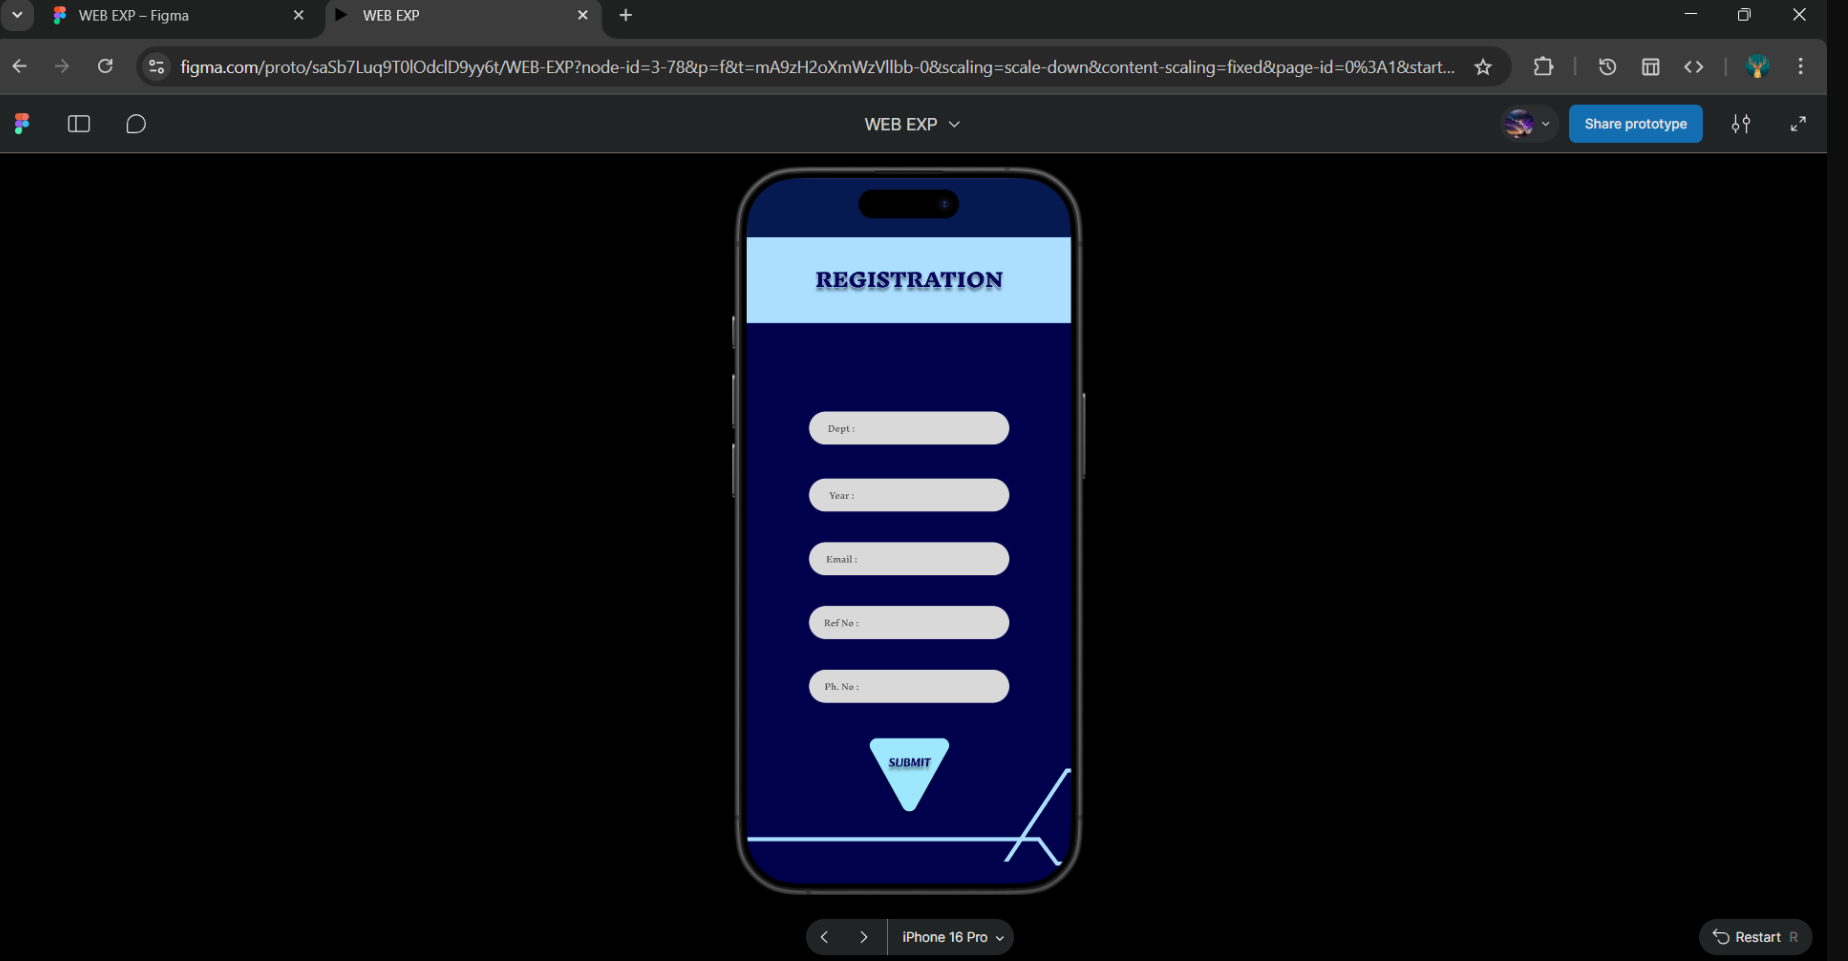 WEB EXP – Figma
WEB EXP
figma.com/proto/saSb7Luq9T0lOdclD9yy6t/WEB-EXP?node-id=3-78&p=f&t=mA9zH2oXmWzVllbb-0&scaling=scale-down&content-scaling=fixed&page-id=0%3A1&start...
WEB EXP
Share prototype
REGISTRATION
Dept :
Year :
Email :
Ref No :
Ph. No :
SUBMIT
iPhone 16 Pro
Restart R